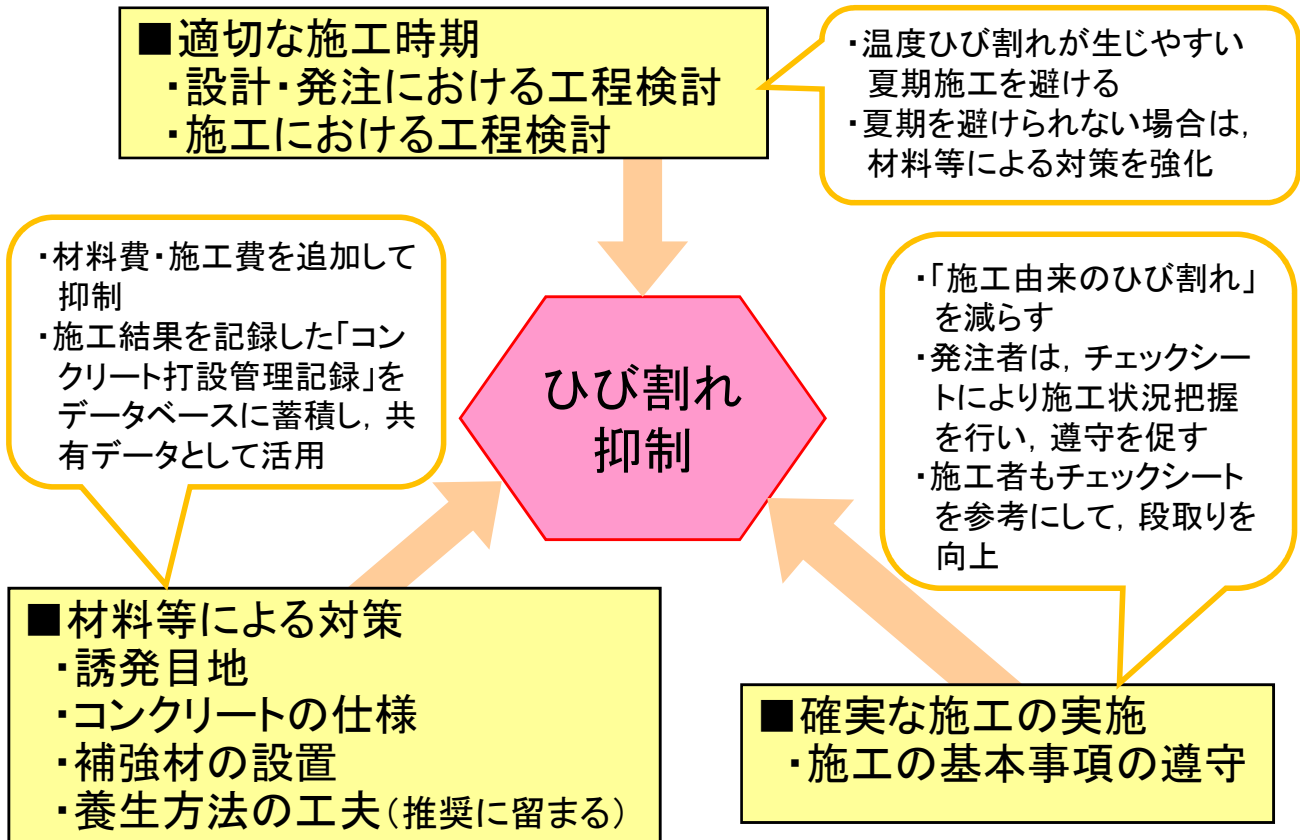 ■適切な施工時期
・設計・発注における工程検討
・施工における工程検討
・温度ひび割れが生じやすい
夏期施工を避ける
・夏期を避けられない場合は,
材料等による対策を強化
・材料費・施工費を追加して
抑制
・施工結果を記録した「コン
クリート打設管理記録」を
データベースに蓄積し, 共
有データとして活用
ひび割れ
抑制
・「施工由来のひび割れ」
を減らす
・発注者は, チェックシー
トにより施工状況把握
を行い, 遵守を促す
・施工者もチェックシート
を参考にして, 段取りを
向上
■材料等による対策
・誘発目地
・コンクリートの仕様
・補強材の設置
・養生方法の工夫(推奨に留まる)
■確実な施工の実施
・施工の基本事項の遵守